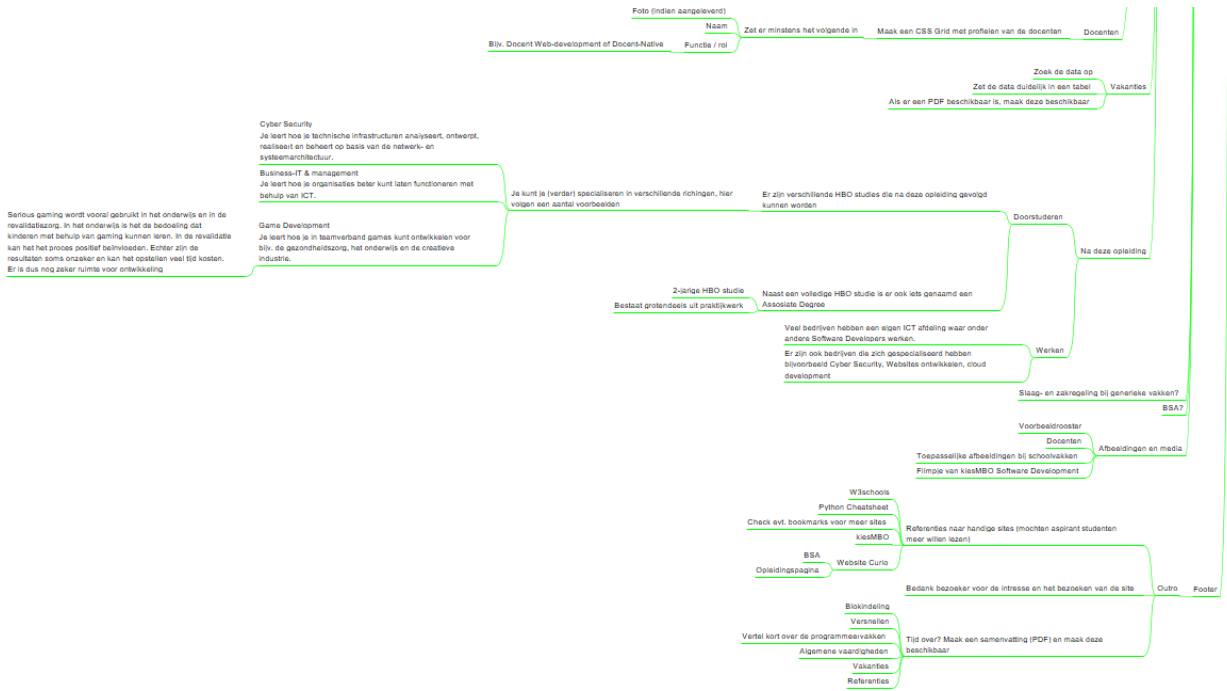 Foto (indien aangeleverd)
Naam
Bijv. Docent Web-development of Docent-Native
Functie / rol
Zet er minstens het volgende in
Maak een CSS Grid met profielen van de docenten
Docenten
Zoek de data op
Zet de data duidelijk in een tabel
Als er een PDF beschikbaar is, maak deze beschikbaar
Vakanties
Cyber Security
Je leert hoe je technische infrastructuren analyseert, ontwerpt,
realiseert en beheert op basis van de netwerk- en
systeemarchitectuur.
Business-IT & management
Je leert hoe je organisaties beter kunt laten functioneren met
behulp van ICT.
Serious gaming wordt vooral gebruikt in het onderwijs en in de
revalidatiezorg. In het onderwijs is het de bedoeling dat
kinderen met behulp van gaming kunnen leren. In de revalidatie
kan het het proces positief beïnvloeden. Echter zijn de
resultaten soms onzeker en kan het opstellen veel tijd kosten.
Er is dus nog zeker ruimte voor ontwikkeling
Game Development
Je leert hoe je in teamverband games kunt ontwikkelen voor
bijv. de gezondheidszorg, het onderwijs en de creatieve
industrie.
Je kunt je (verder) specialiseren in verschillende richingen, hier
volgen een aantal voorbeelden
Er zijn verschillende HBO studies die na deze opleiding gevolgd
kunnen worden
Doorstuderen
Na deze opleiding
2-jarige HBO studie
Bestaat grotendeels uit praktijkwerk
Naast een volledige HBO studie is er ook iets genaamd een
Assosiate Degree
Veel bedrijven hebben een eigen ICT afdeling waar onder
andere Software Developers werken.
Er zijn ook bedrijven die zich gespecialiseerd hebben
bijvoorbeeld Cyber Security, Websites ontwikkelen, cloud
development
Werken
Slaag- en zakregeling bij generieke vakken?
BSA?
Voorbeeldrooster
Docenten
Toepasselijke afbeeldingen bij schoolvakken
Filmpje van kiesMBO Software Development
Afbeeldingen en media
W3schools
Python Cheatsheet
Check evt. bookmarks voor meer sites
kiesMBO
BSA
Opleidingspagina
Website Curio
Referenties naar handige sites (mochten aspirant studenten
meer willen lezen)
Bedank bezoeker voor de intresse en het bezoeken van de site
Outro
Footer
Blokindeling
Versnellen
Vertel kort over de programmeervakken
Algemene vaardigheden
Vakanties
Referenties
Tijd over? Maak een samenvatting (PDF) en maak deze
beschikbaar